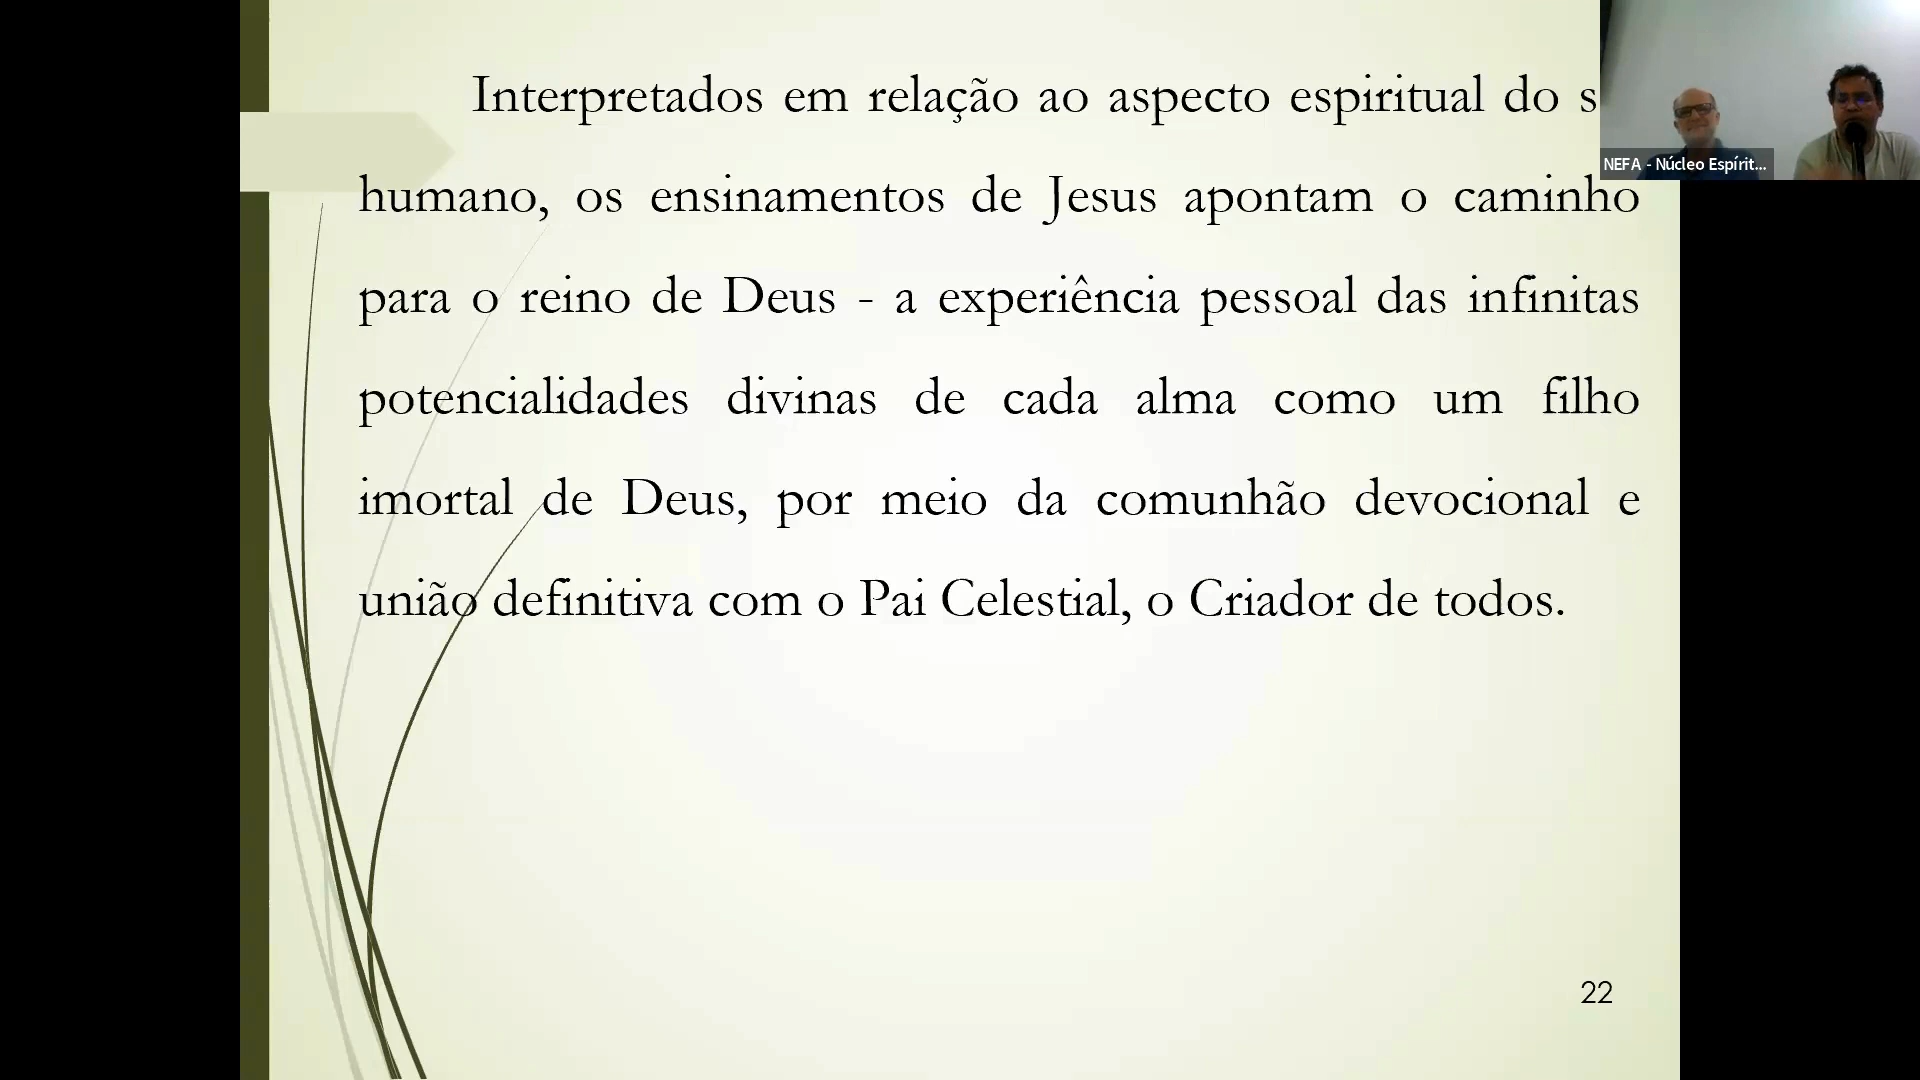 Interpretados em relação ao aspecto espiritual do
humano, os ensinamentos de Jesus apontam o caminho
para o reino de Deus - a experiência pessoal das infinitas
potencialidades divinas de cada alma como um filho
imortal de Deus, por meio da comunhão devocional e
união definitiva com o Pai Celestial, o Criador de todos.
NEFA - Núcleo Espírit...
22